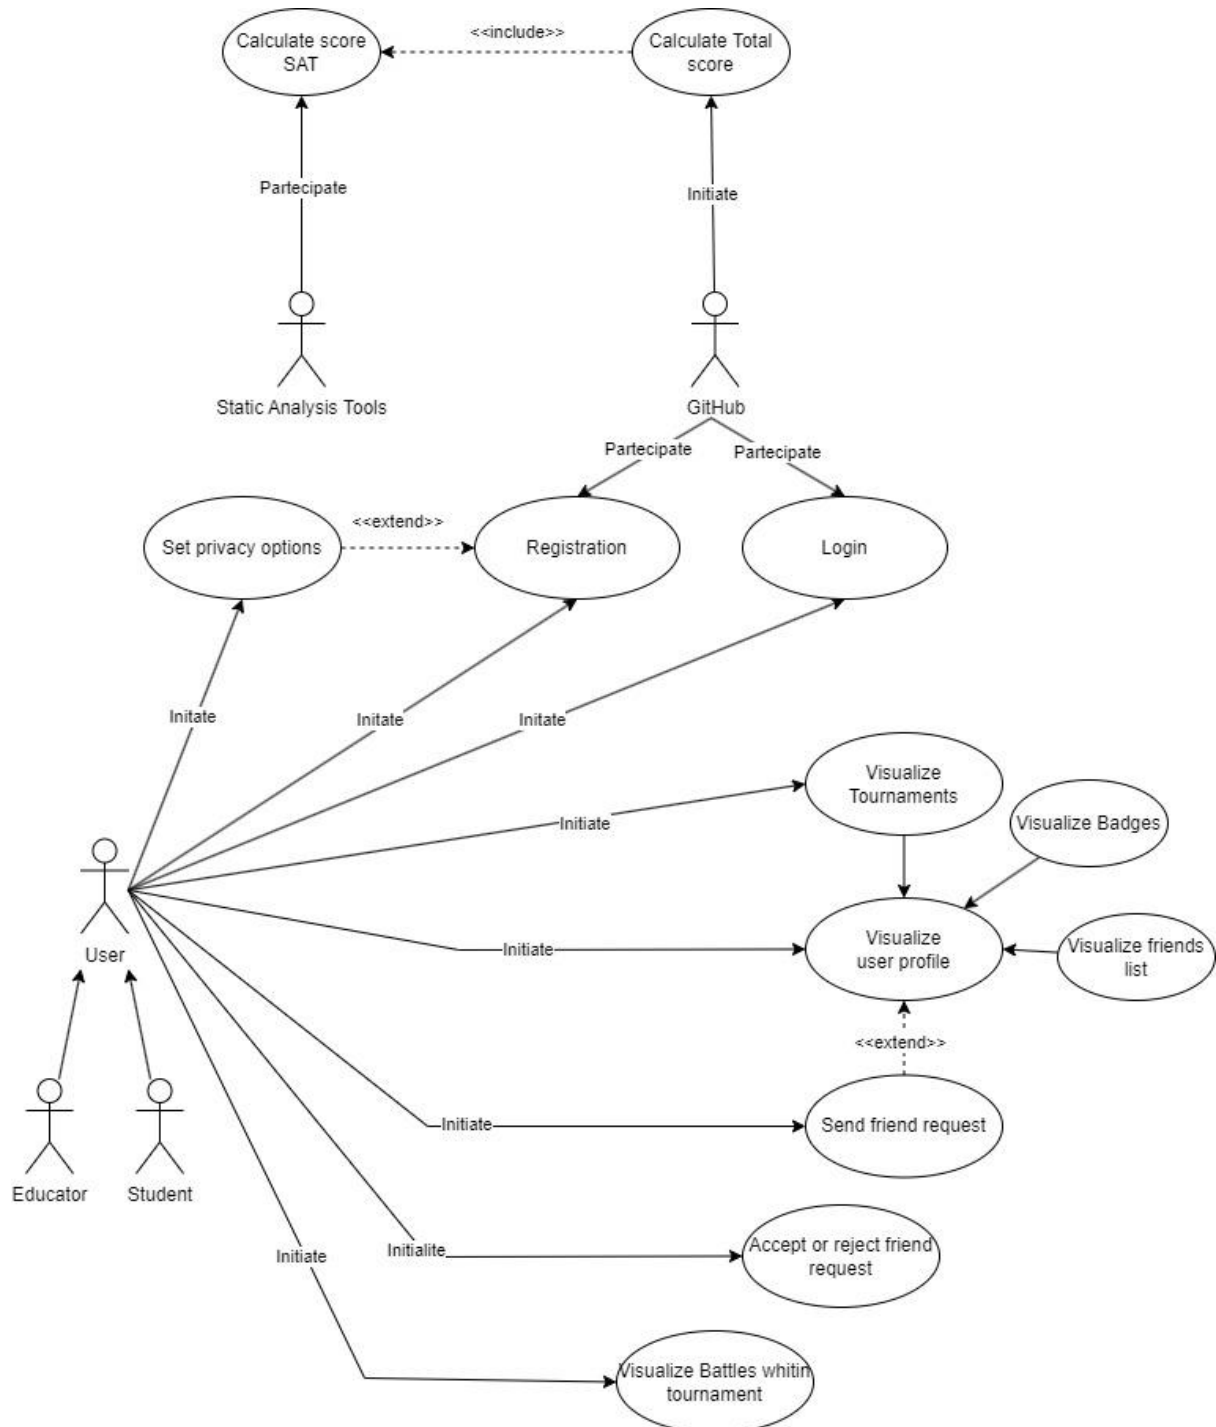 <<include>>
Calculate score
SAT
Calculate Total
score
Partecipate
Initiate
Static Analysis Tools
GitHub
Partecipate
Partecipate
<<extend>>
Set privacy options
Registration
Login
Initate
Initate
Initate
Visualize
Tournaments
Visualize Badges
Initiate
User
Visualize
user profile
Initiate
Visualize friends
list
<<extend>>
Initiate
Send friend request
Educator
Student
Initiate
Initialite
Accept or reject friend
request
Visualize Battles whitin
tournament